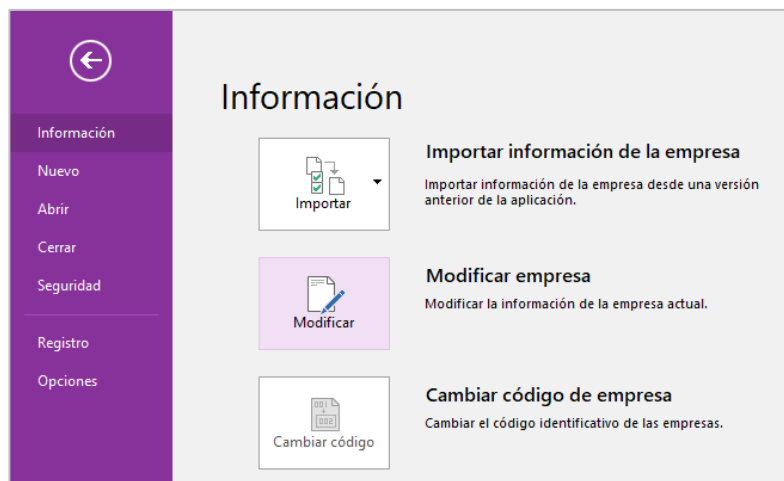 Información
Nuevo
Abrir
Cerrar
Seguridad
Registro
Opciones
Información
Importar
Importar información de la empresa
Importar información de la empresa desde una versión
anterior de la aplicación.
Modificar
Modificar empresa
Modificar la información de la empresa actual.
001
002
Cambiar código
Cambiar código de empresa
Cambiar el código identificativo de las empresas.